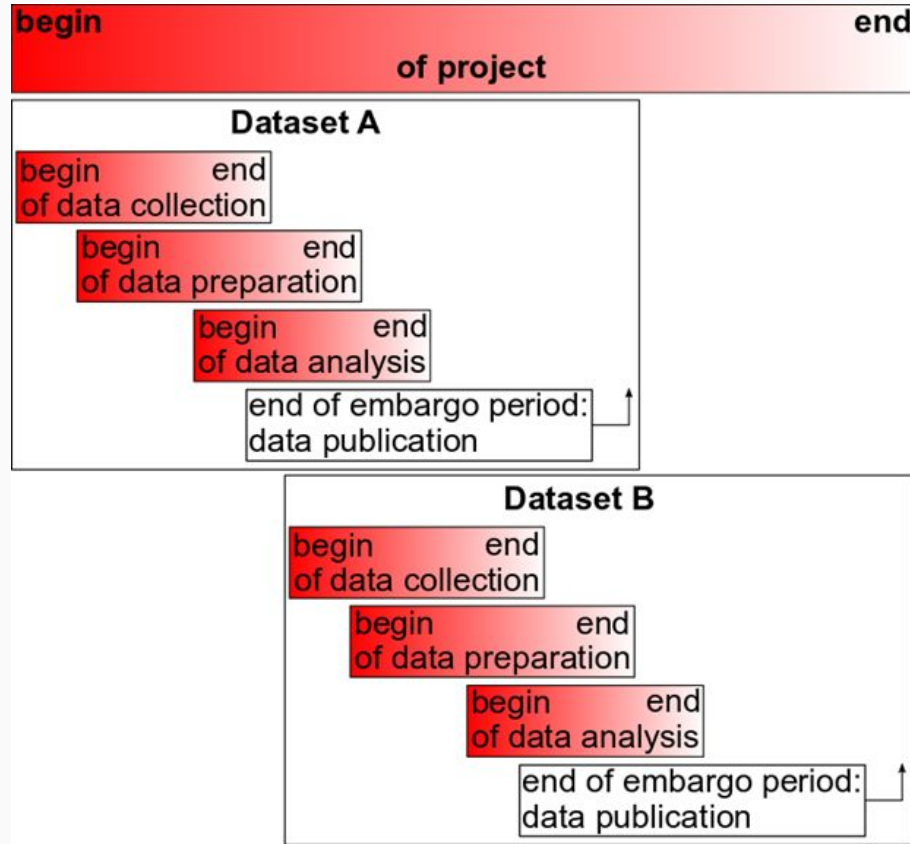 begin end
of project
Dataset A
begin end
of data collection
begin end
of data preparation
begin end
of data analysis
end of embargo period:
data publication
Dataset B
begin end
of data collection
begin end
of data preparation
begin end
of data analysis
end of embargo period:
data publication